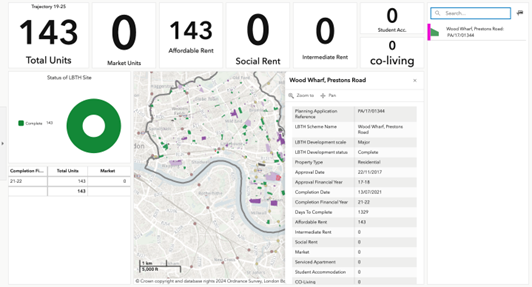 Trajectory 19-25
143
Total Units
0
Market Units
143
Affordable Rent
0
Social Rent
0
Intermediate Rent
0
Student Acc.
0
co-living
Search...
Wood Wharf, Prestons Road:
PA/17/01344
Status of LBTH Site
Complete 143
Completion Fi... Total Units Market
21-22 143 0
143
1 km
5,000 ft
© Crown copyright and database rights 2024 Ordnance Survey, London Bo
Wood Wharf, Prestons Road
Zoom to Pan
Planning Application Reference PA/17/01344
LBTH Scheme Name Wood Wharf, Prestons Road
LBTH Development scale Major
LBTH Development status Complete
Property Type Residential
Approval Date 22/11/2017
Approval Financial Year 17-18
Completion Date 13/07/2021
Completion Financial Year 21-22
Days To Complete 1329
Affordable Rent 143
Intermediate Rent 0
Social Rent 0
Market 0
Serviced Apartment 0
Student Accommodation 0
CO-Living 0